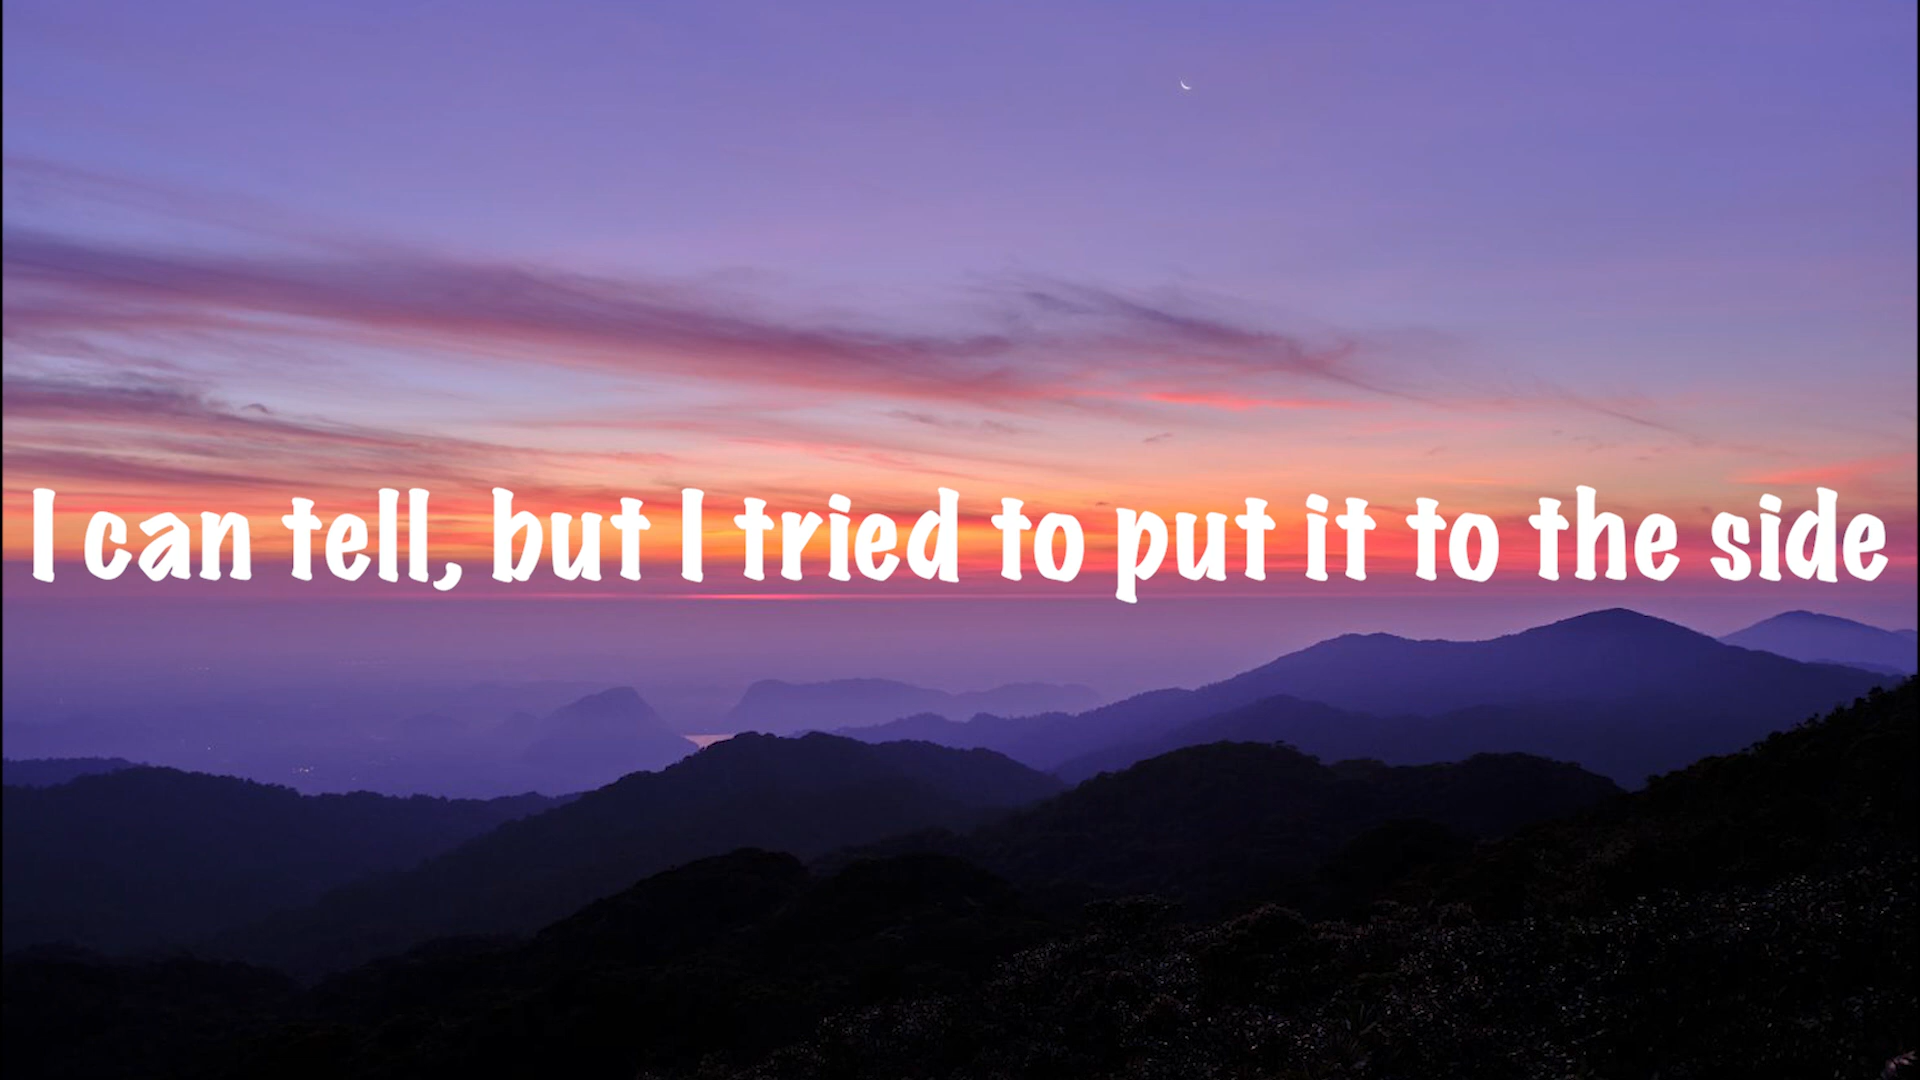 I can tell, but I tried to put it to the side